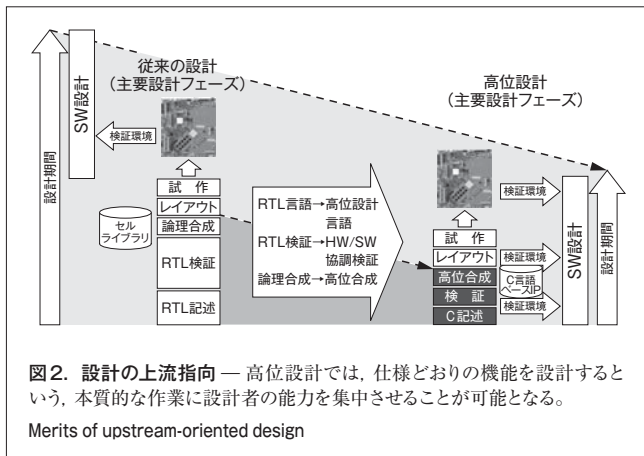 従来の設計
(主要設計フェーズ)
高位設計
(主要設計フェーズ)
設計期間
SW設計
検証環境
試作
レイアウト
論理合成
RTL検証
RTL記述
セル
ライブラリ
RTL言語→高位設計
言語
RTL検証→HW/SW
協調検証
論理合成→高位合成
試作
レイアウト
高位合成
検 証
C記述
検証環境
検証環境
C言語
ベースIP
検証環境
SW設計
設計期間
図2. 設計の上流指向 — 高位設計では,仕様どおりの機能を設計すると
いう,本質的な作業に設計者の能力を集中させることが可能となる。
Merits of upstream-oriented design